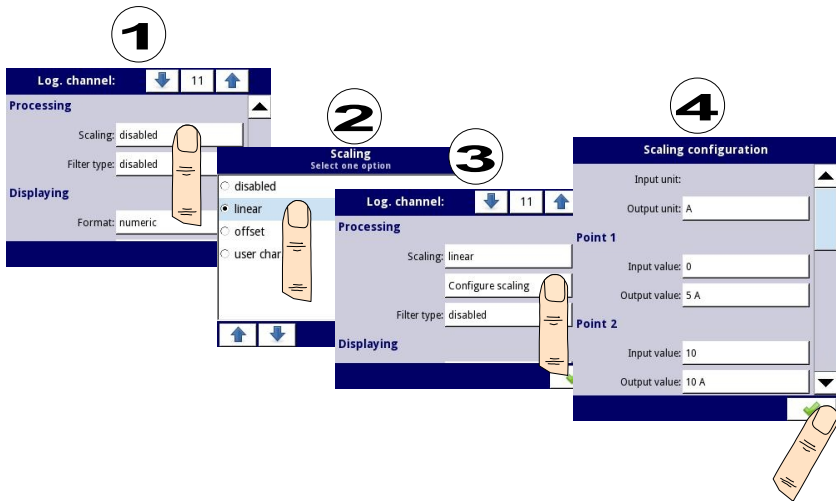 1
Log. channel: 11
Processing
Scaling: disabled
Filter type: disabled
Displaying
Format: numeric
2
Scaling
Select one option
disabled
linear
offset
user char
3
Log. channel: 11
Processing
Scaling: linear
Configure scaling
Filter type: disabled
Displaying
4
Scaling configuration
Input unit:
Output unit: A
Point 1
Input value: 0
Output value: 5 A
Point 2
Input value: 10
Output value: 10 A